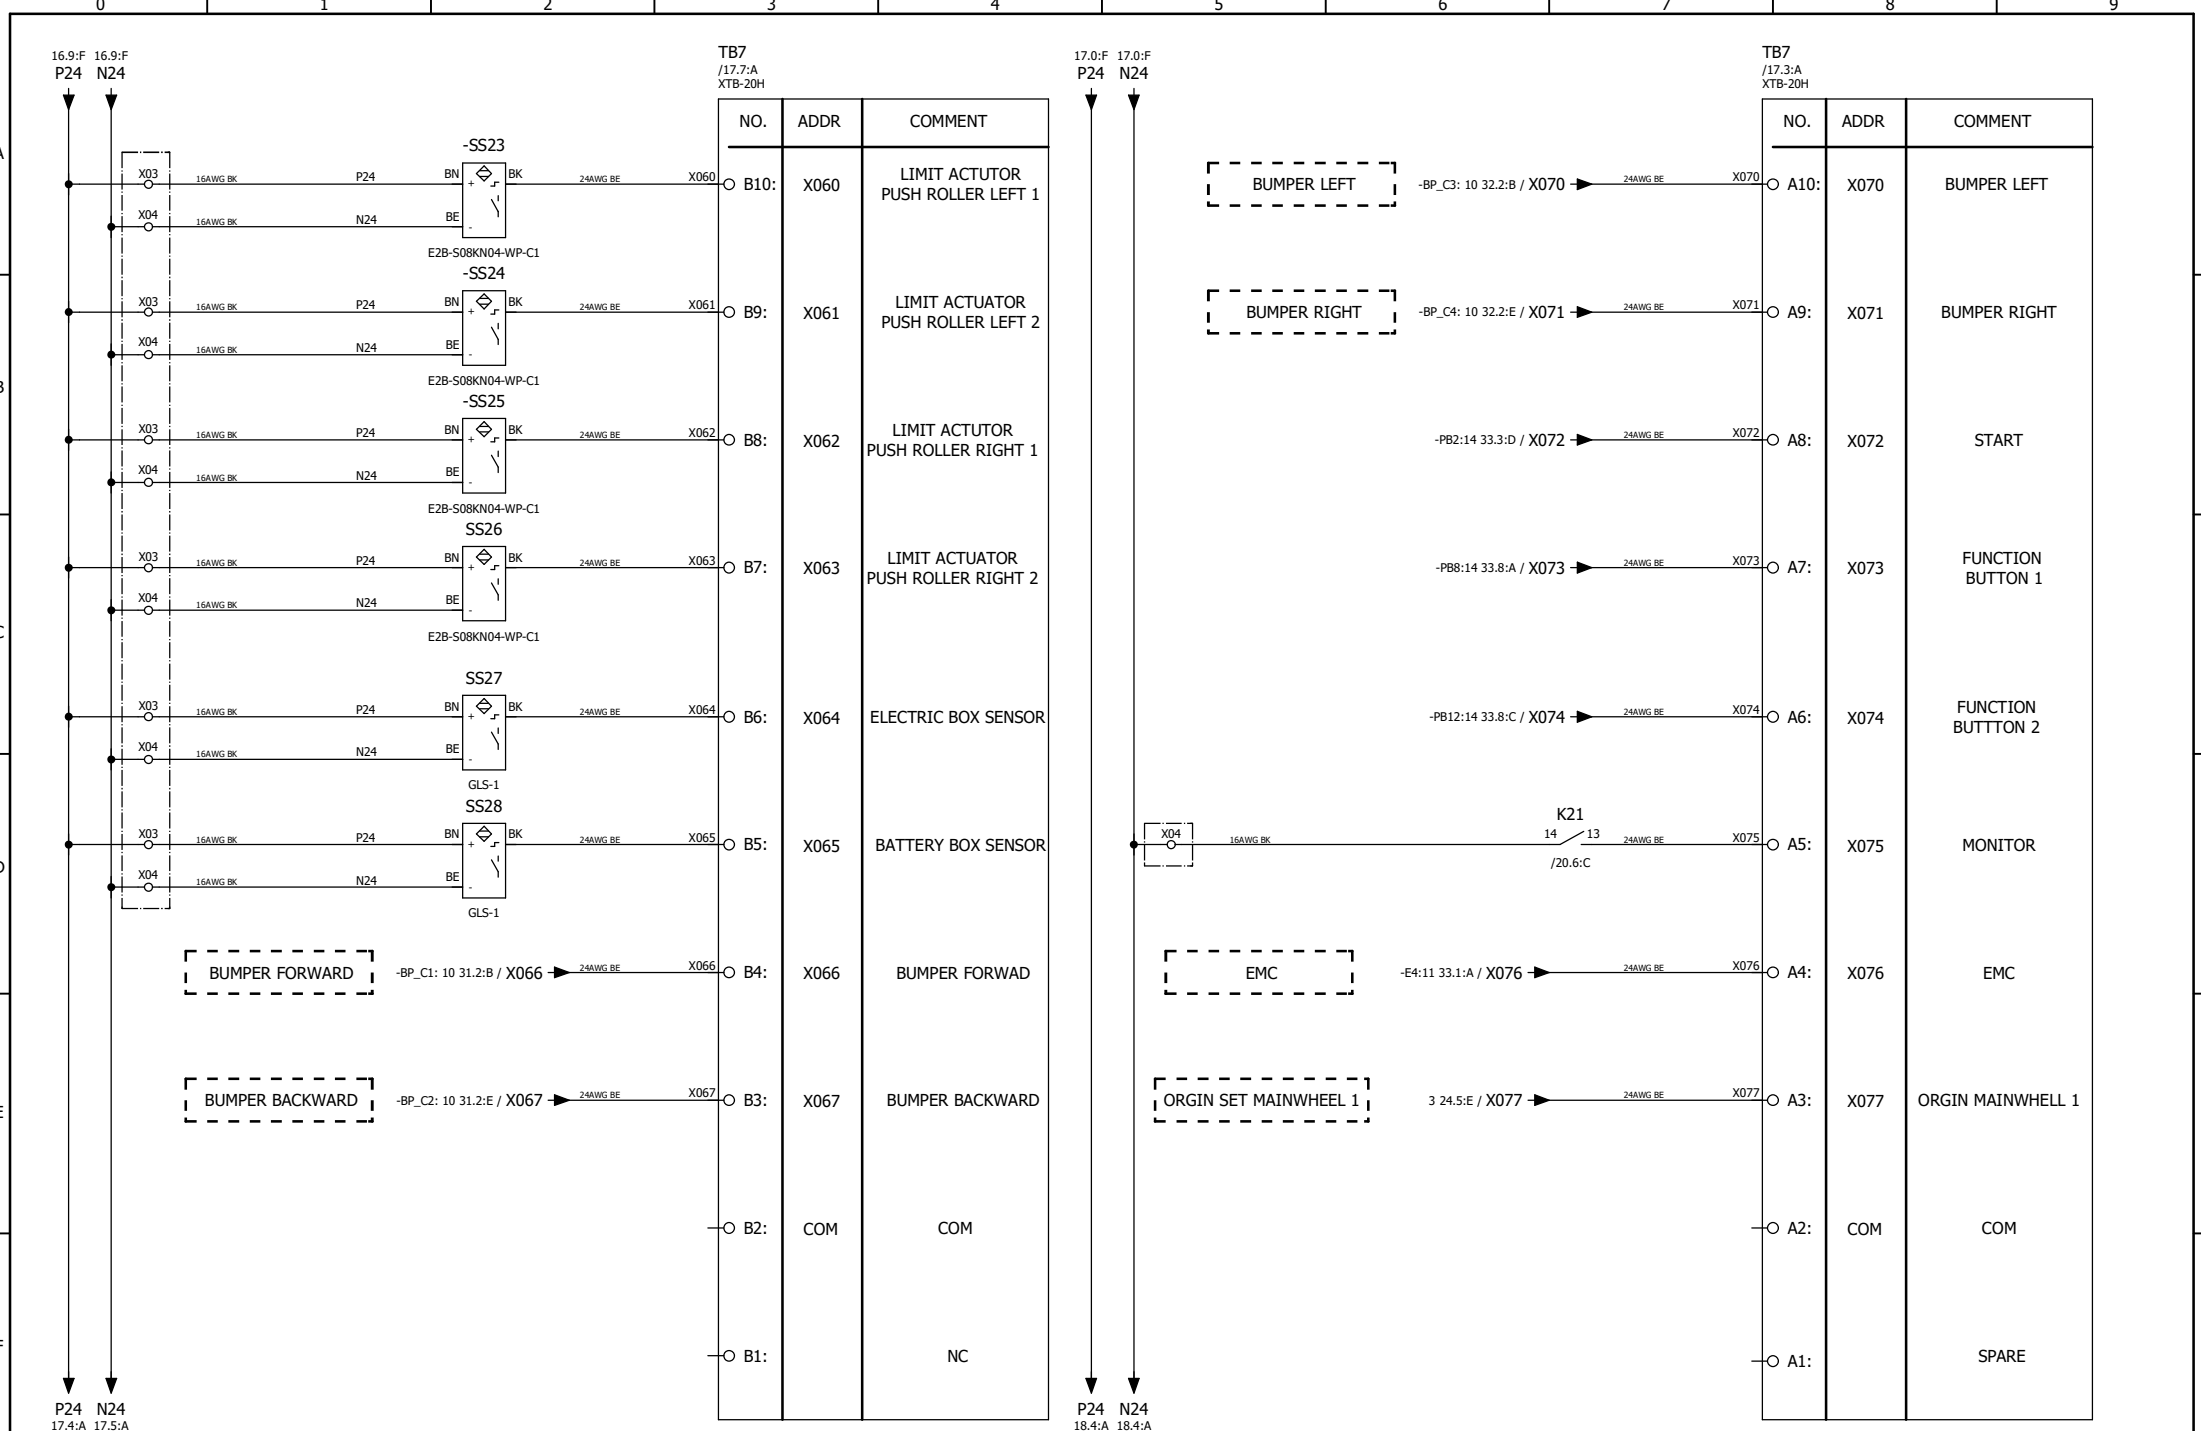 0 1 2 3 4 5 6 7 8 9
16.9:F 16.9:F
P24 N24
TB7
/17.7:A
XTB-20H
NO. ADDR COMMENT
-SS23
X03 16AWG BK P24 BN + BK 24AWG BE X060 B10: X060 LIMIT ACTUTOR
PUSH ROLLER LEFT 1
X04 16AWG BK N24 BE -
E2B-S08KN04-WP-C1
-SS24
X03 16AWG BK P24 BN + BK 24AWG BE X061 B9: X061 LIMIT ACTUATOR
PUSH ROLLER LEFT 2
X04 16AWG BK N24 BE -
E2B-S08KN04-WP-C1
-SS25
X03 16AWG BK P24 BN + BK 24AWG BE X062 B8: X062 LIMIT ACTUTOR
PUSH ROLLER RIGHT 1
X04 16AWG BK N24 BE -
E2B-S08KN04-WP-C1
SS26
X03 16AWG BK P24 BN + BK 24AWG BE X063 B7: X063 LIMIT ACTUATOR
PUSH ROLLER RIGHT 2
X04 16AWG BK N24 BE -
E2B-S08KN04-WP-C1
SS27
X03 16AWG BK P24 BN + BK 24AWG BE X064 B6: X064 ELECTRIC BOX SENSOR
X04 16AWG BK N24 BE -
GLS-1
SS28
X03 16AWG BK P24 BN + BK 24AWG BE X065 B5: X065 BATTERY BOX SENSOR
X04 16AWG BK N24 BE -
GLS-1
BUMPER FORWARD -BP_C1: 10 31.2:B / X066 24AWG BE X066 B4: X066 BUMPER FORWAD
BUMPER BACKWARD -BP_C2: 10 31.2:E / X067 24AWG BE X067 B3: X067 BUMPER BACKWARD
B2: COM COM
B1: NC
P24 N24
17.4:A 17.5:A
17.0:F 17.0:F
P24 N24
TB7
/17.3:A
XTB-20H
NO. ADDR COMMENT
BUMPER LEFT -BP_C3: 10 32.2:B / X070 24AWG BE X070 A10: X070 BUMPER LEFT
BUMPER RIGHT -BP_C4: 10 32.2:E / X071 24AWG BE X071 A9: X071 BUMPER RIGHT
-PB2:14 33.3:D / X072 24AWG BE X072 A8: X072 START
-PB8:14 33.8:A / X073 24AWG BE X073 A7: X073 FUNCTION
BUTTON 1
-PB12:14 33.8:C / X074 24AWG BE X074 A6: X074 FUNCTION
BUTTTON 2
K21
X04 16AWG BK 14 13 24AWG BE X075 A5: X075 MONITOR
/20.6:C
EMC -E4:11 33.1:A / X076 24AWG BE X076 A4: X076 EMC
ORGIN SET MAINWHEEL 1 3 24.5:E / X077 24AWG BE X077 A3: X077 ORGIN MAINWHELL 1
A2: COM COM
A1: SPARE
P24 N24
18.4:A 18.4:A